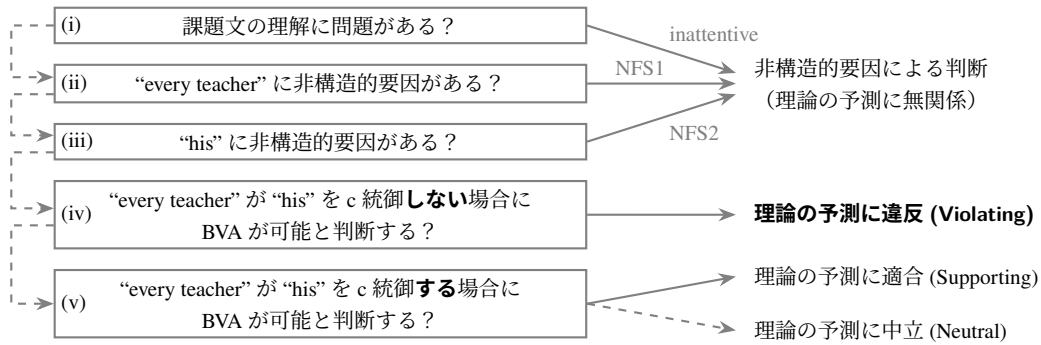 (i) 課題文の理解に問題がある？
inattentive
(ii) “every teacher” に非構造的要因がある？
NFS1
非構造的要因による判断
（理論の予測に無関係）
(iii) “his” に非構造的要因がある？
NFS2
(iv) “every teacher” が “his” を c 統御しない場合に
BVA が可能と判断する？
理論の予測に違反 (Violating)
(v) “every teacher” が “his” を c 統御する場合に
BVA が可能と判断する？
理論の予測に適合 (Supporting)
理論の予測に中立 (Neutral)